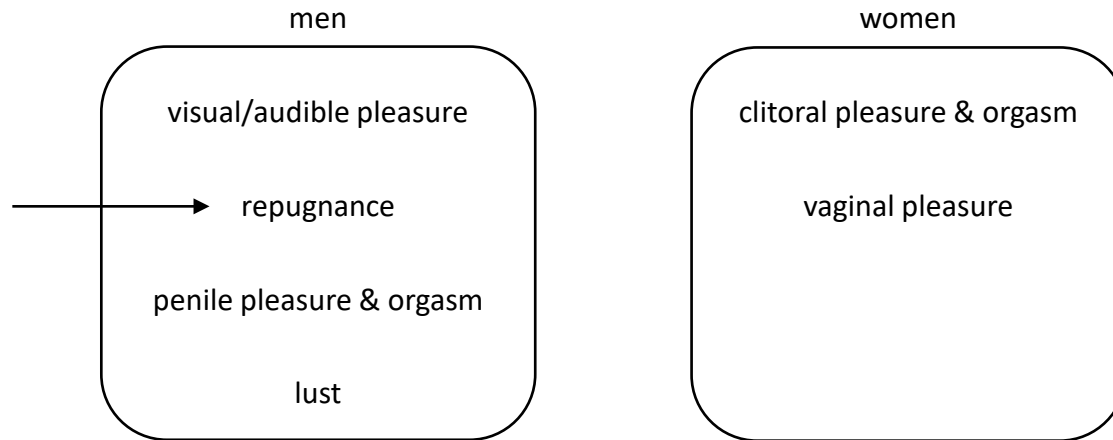 men
women
visual/audible pleasure
clitoral pleasure & orgasm
repugnance
vaginal pleasure
penile pleasure & orgasm
lust